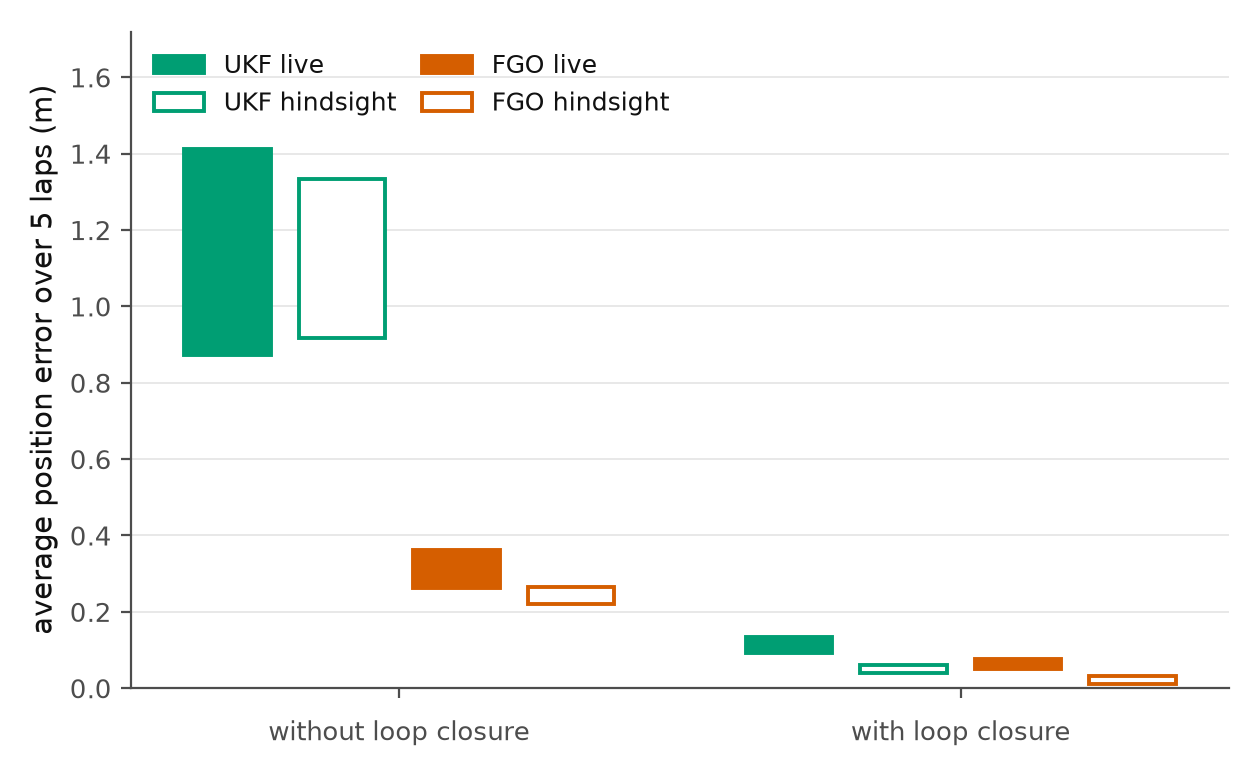 UKF live
FGO live
UKF hindsight
FGO hindsight
average position error over 5 laps (m)
1.6
1.4
1.2
1.0
0.8
0.6
0.4
0.2
0.0
without loop closure
with loop closure